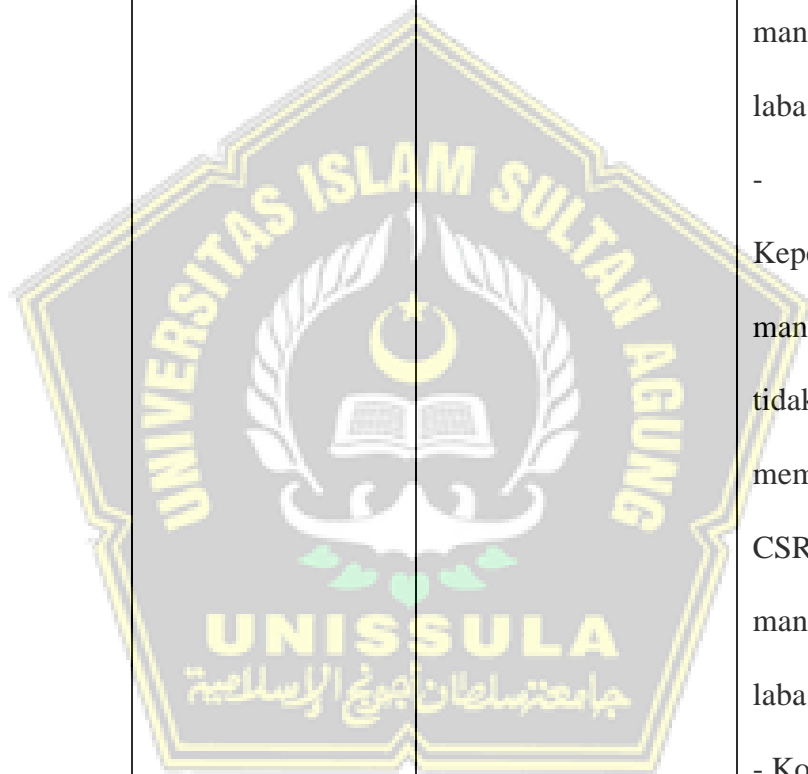 man
laba
-
Kep
man
tidak
mem
CSR
man
laba
- Ko
UNIVERSITAS ISLAM SULTAN AGUNG
UNISSULA
جامعة سلطان أجونج الإسلامية